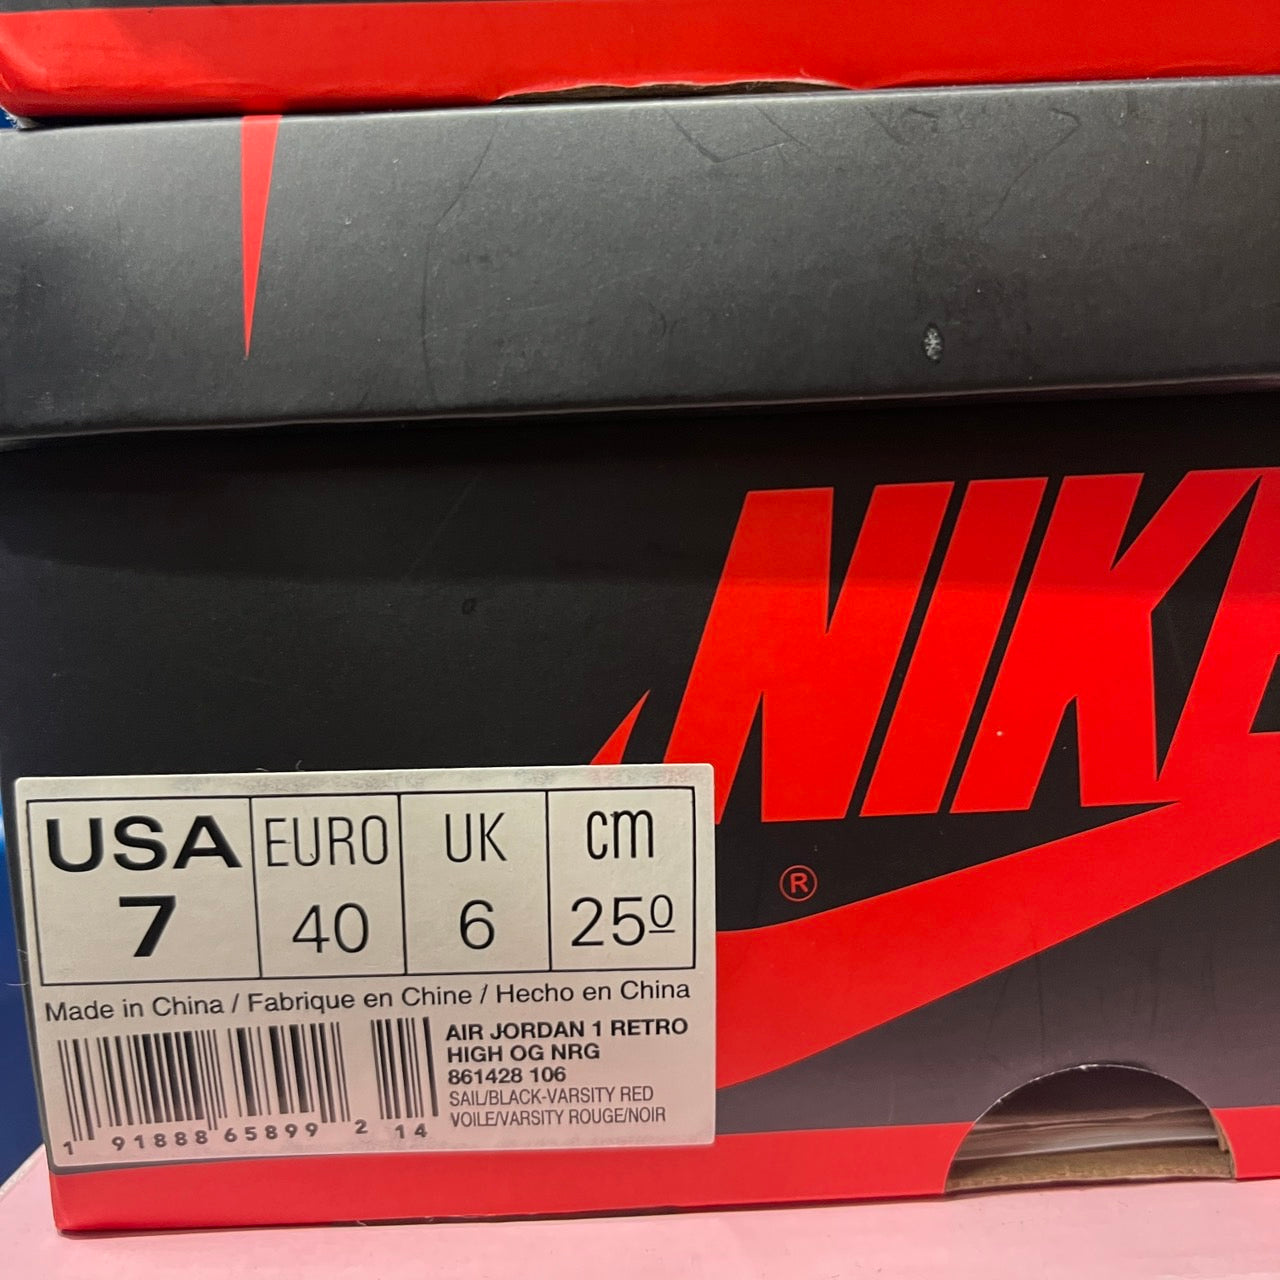 NIKE
®
USA EURO UK cm
7 40 6 25⁰
Made in China / Fabrique en Chine / Hecho en China
AIR JORDAN 1 RETRO
HIGH OG NRG
861428 106
SAIL/BLACK-VARSITY RED
VOILE/VARSITY ROUGE/NOIR
1 91888 65899 2 14